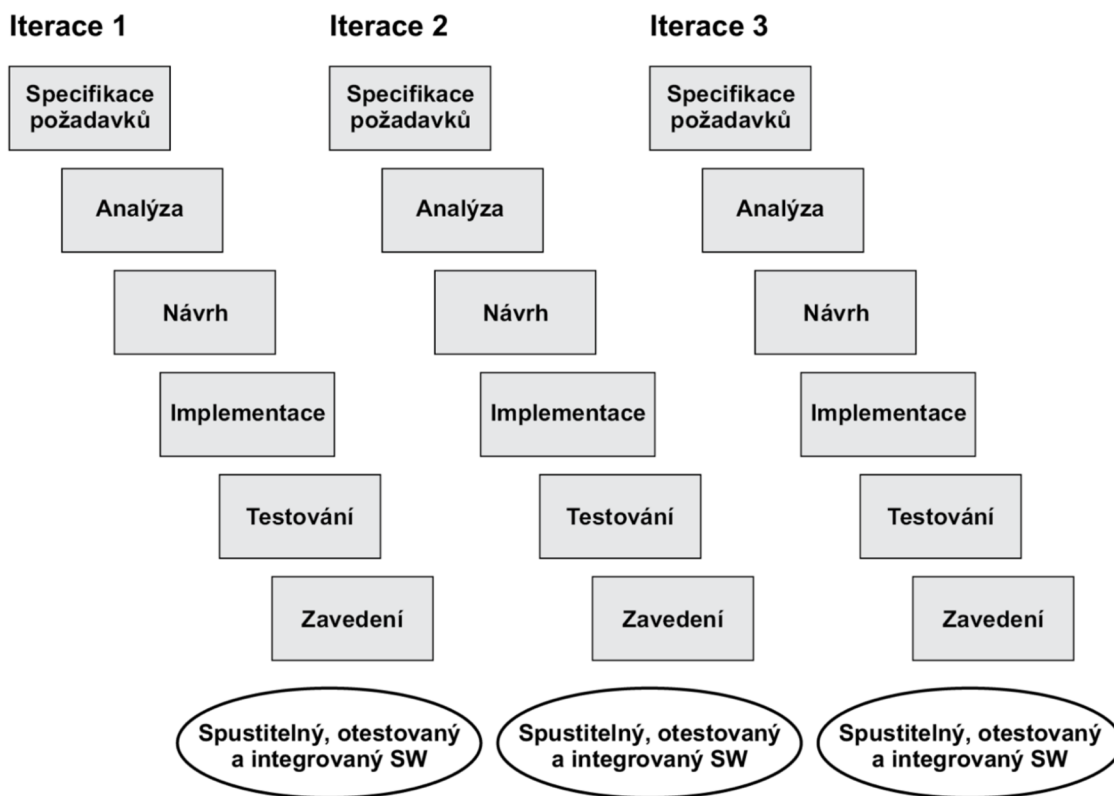 Iterace 1
Iterace 2
Iterace 3
Specifikace
požadavků
Specifikace
požadavků
Specifikace
požadavků
Analýza
Analýza
Analýza
Návrh
Návrh
Návrh
Implementace
Implementace
Implementace
Testování
Testování
Testování
Zavedení
Zavedení
Zavedení
Spustitelný, otestovaný
a integrovaný SW
Spustitelný, otestovaný
a integrovaný SW
Spustitelný, otestovaný
a integrovaný SW